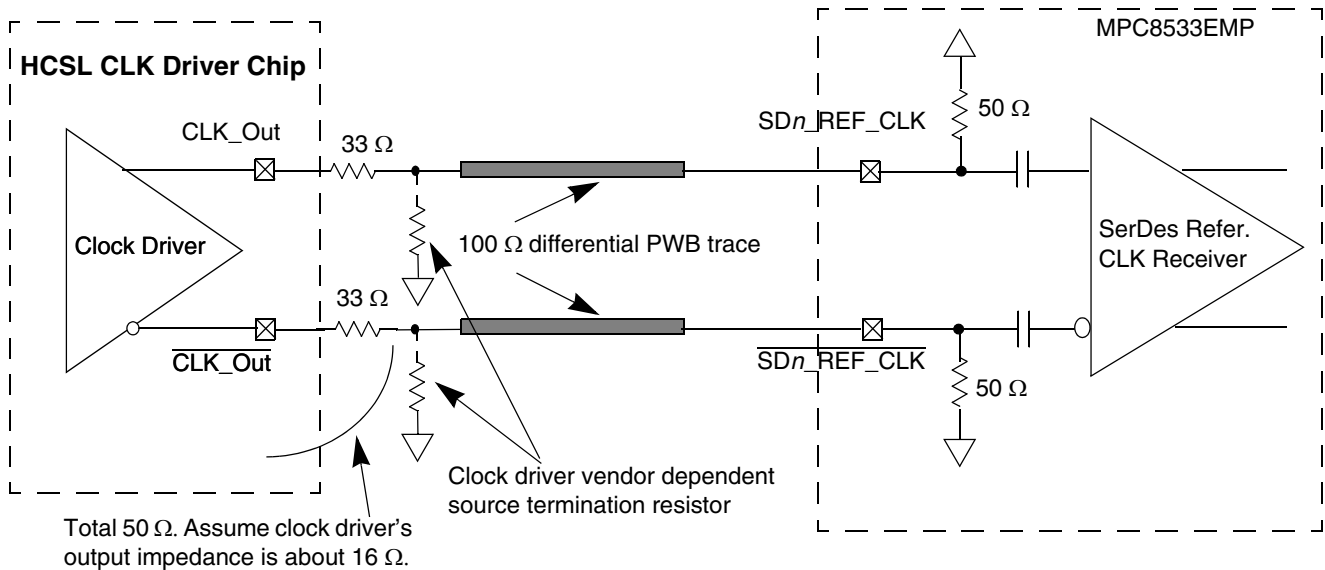 MPC8533EMP
HCSL CLK Driver Chip
50 Ω
CLK_Out
SDn_REF_CLK
33 Ω
Clock Driver
100 Ω differential PWB trace
SerDes Refer.
CLK Receiver
33 Ω
CLK_Out
SDn_REF_CLK
50 Ω
Clock driver vendor dependent
source termination resistor
Total 50 Ω. Assume clock driver's
output impedance is about 16 Ω.